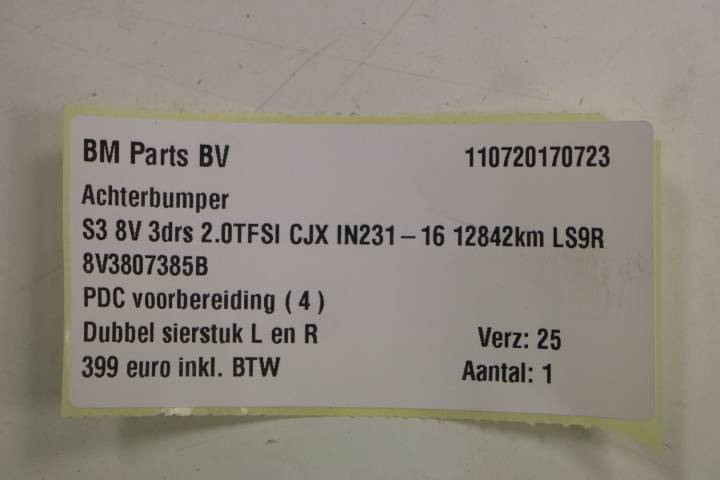 BM Parts BV 110720170723
Achterbumper
S3 8V 3drs 2.0TFSI CJX IN231-16 12842km LS9R
8V3807385B
PDC voorbereiding ( 4 )
Dubbel sierstuk L en R Verz: 25
399 euro inkl. BTW Aantal: 1